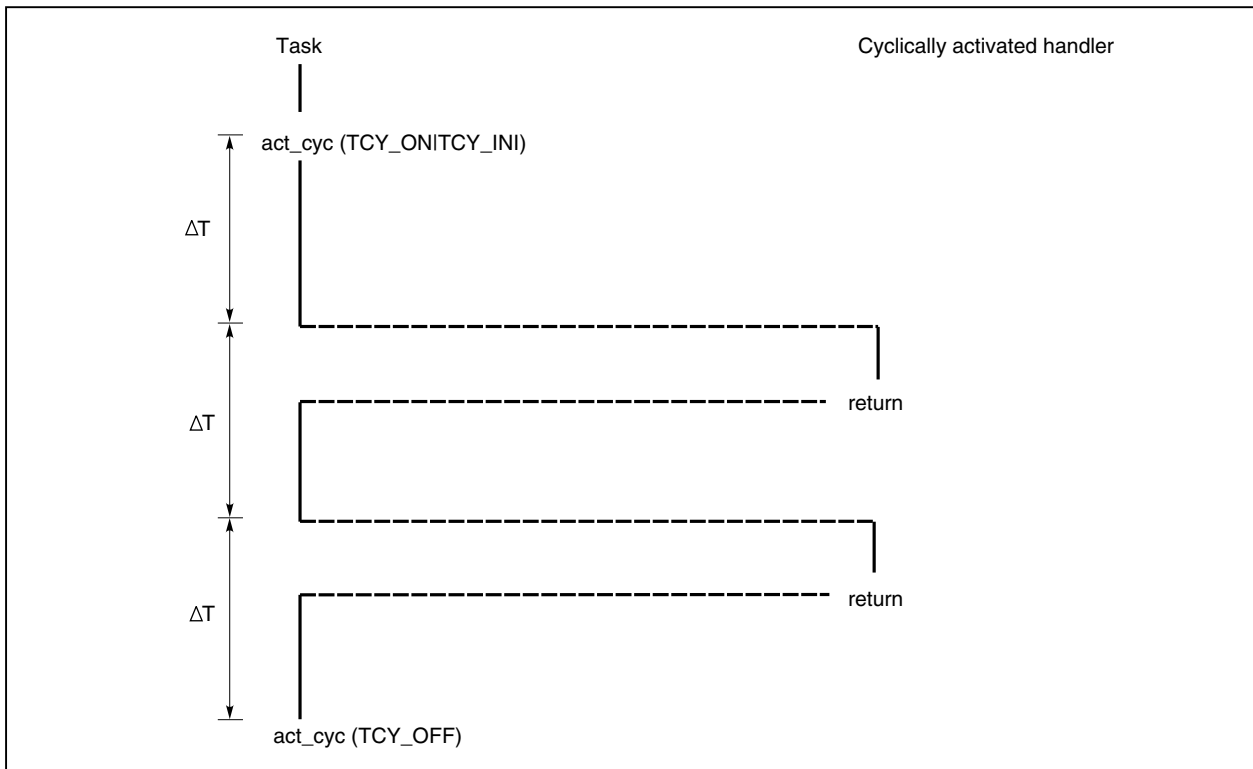 Task
Cyclically activated handler
act_cyc (TCY_ON|TCY_INI)
ΔT
return
ΔT
return
ΔT
act_cyc (TCY_OFF)